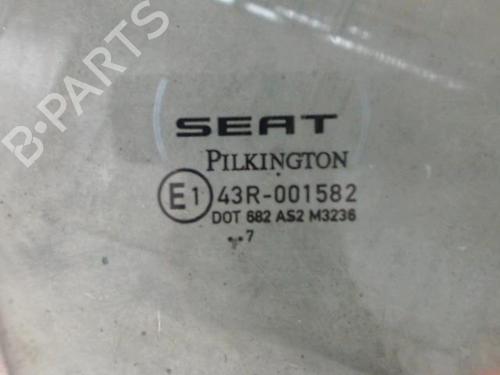 B-PARTS
SEAT
PILKINGTON
E1 43R-001582
DOT 682 AS2 M3236
••7